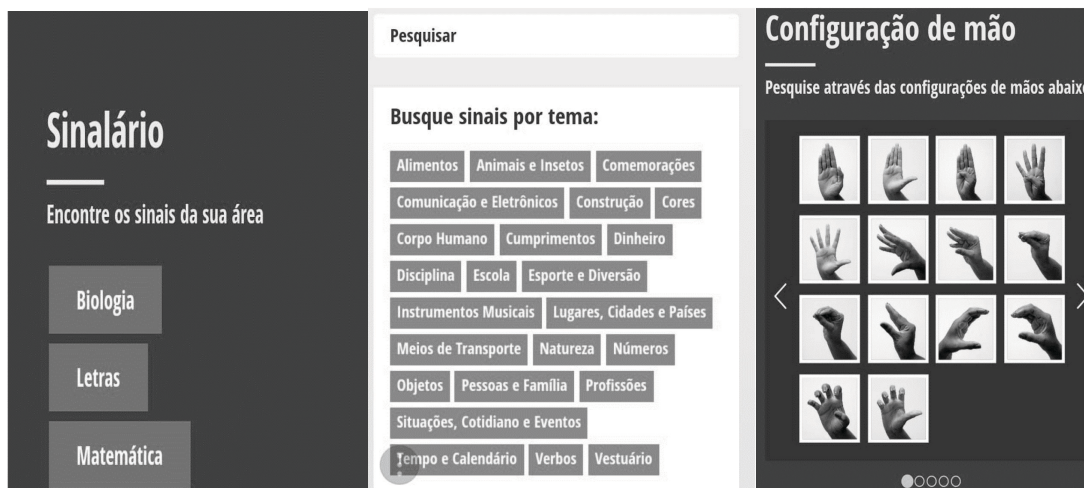 Sinalário
Encontre os sinais da sua área
Biologia
Letras
Matemática
Pesquisar
Busque sinais por tema:
Alimentos Animais e Insetos Comemorações
Comunicação e Eletrônicos Construção Cores
Corpo Humano Cumprimentos Dinheiro
Disciplina Escola Esporte e Diversão
Instrumentos Musicais Lugares, Cidades e Países
Meios de Transporte Natureza Números
Objetos Pessoas e Família Profissões
Situações, Cotidiano e Eventos
Tempo e Calendário Verbos Vestuário
Configuração de mão
Pesquise através das configurações de mãos abaixo